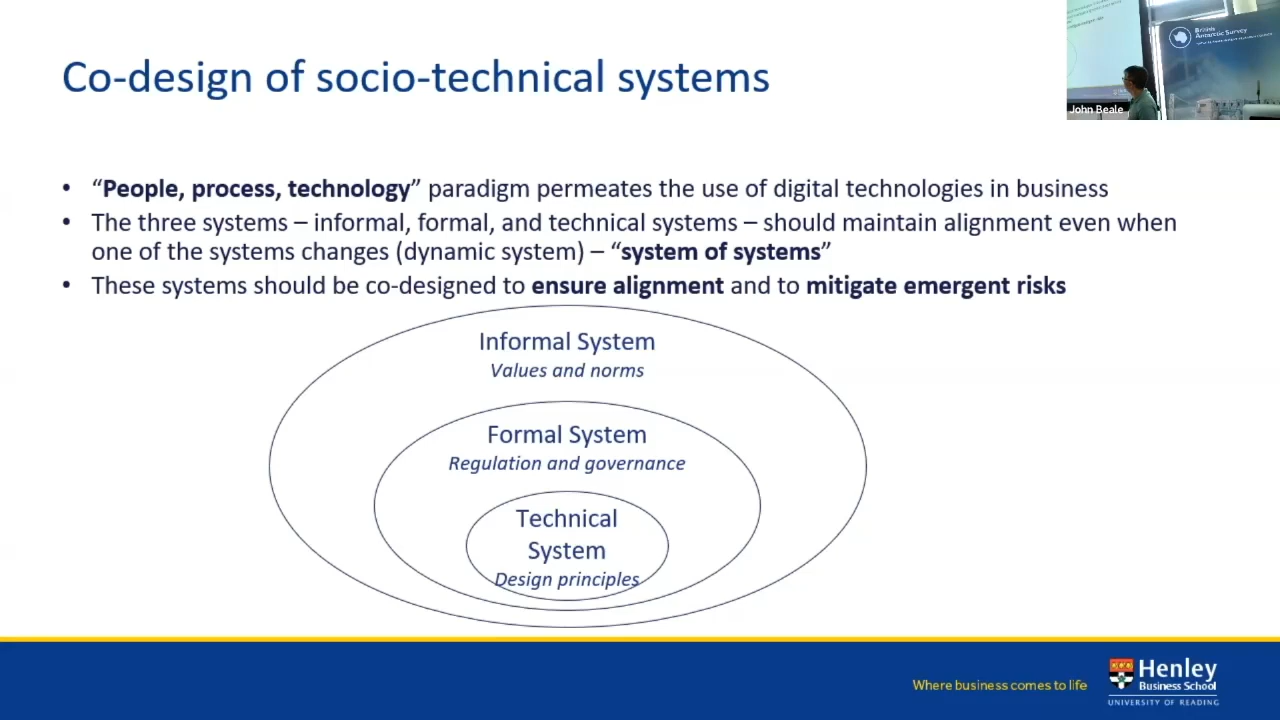 Co-design of socio-technical systems
British
Antarctic Survey
John Beale
• “People, process, technology” paradigm permeates the use of digital technologies in business
• The three systems – informal, formal, and technical systems – should maintain alignment even when
one of the systems changes (dynamic system) – “system of systems”
• These systems should be co-designed to ensure alignment and to mitigate emergent risks
Informal System
Values and norms
Formal System
Regulation and governance
Technical
System
Design principles
Where business comes to life
Henley
Business School
UNIVERSITY OF READING